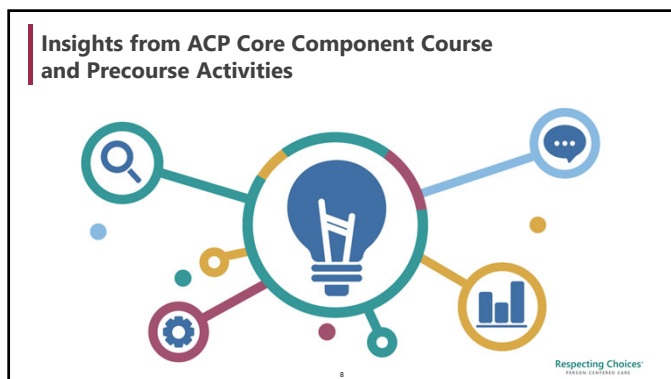 Insights from ACP Core Component Course
and Precourse Activities
8
Respecting Choices®
PERSON-CENTERED CARE